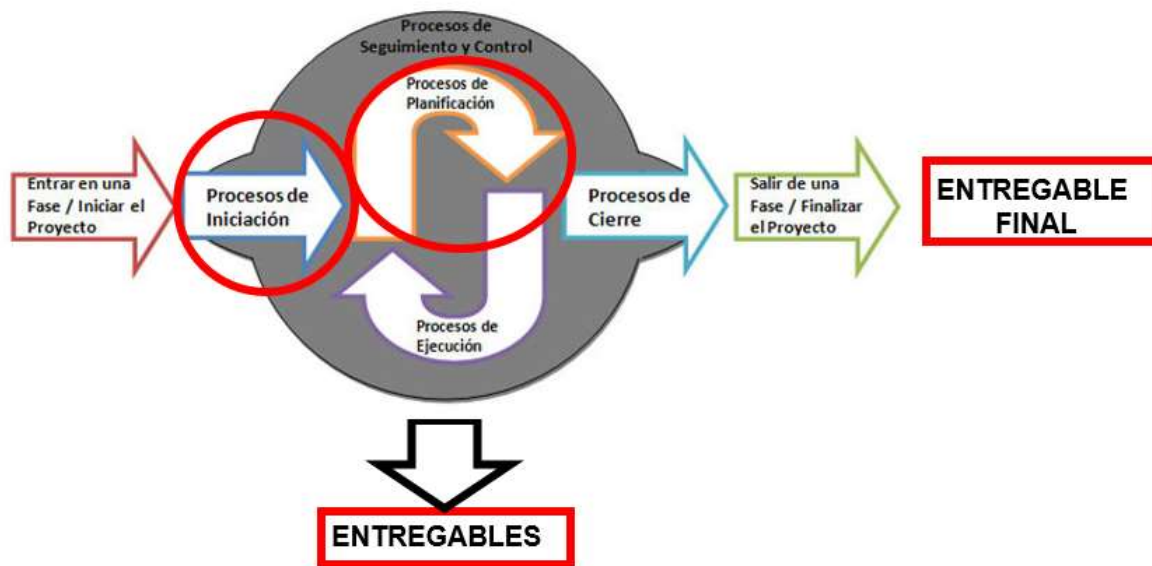 Procesos de
Seguimiento y Control
Procesos de
Planificación
Entrar en una
Fase / Iniciar el
Proyecto
Procesos de
Iniciación
Procesos de
Cierre
Salir de una
Fase / Finalizar
el Proyecto
ENTREGABLE
FINAL
Procesos de
Ejecución
ENTREGABLES